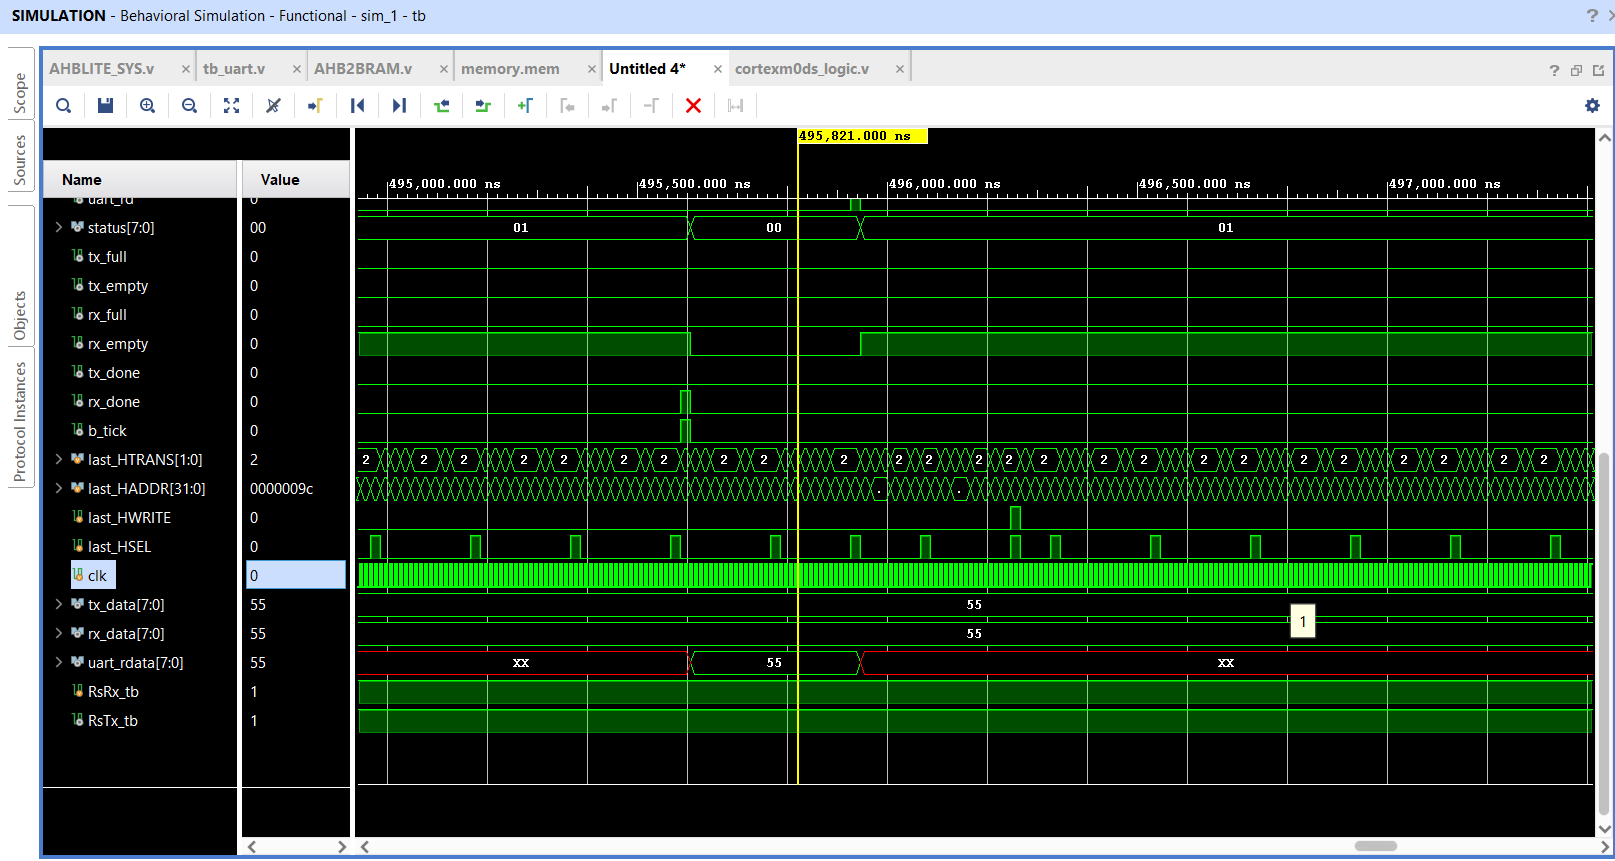 SIMULATION - Behavioral Simulation - Functional - sim_1 - tb
Scope
Sources
Objects
Protocol Instances
AHBLITE_SYS.v
tb_uart.v
AHB2BRAM.v
memory.mem
Untitled 4*
cortexm0ds_logic.v
495,821.000 ns
495,000.000 ns 495,500.000 ns 496,000.000 ns 496,500.000 ns 497,000.000 ns
Name Value
uart_rd 0
status[7:0] 00 01 00 01
tx_full 0
tx_empty 0
rx_full 0
rx_empty 0
tx_done 0
rx_done 0
b_tick 0
last_HTRANS[1:0] 2 2 2 2 2 2 2 2 2 2 2 2 2 2 2 2 2 2 2 2 2 2 2 2
last_HADDR[31:0] 0000009c . .
last_HWRITE 0
last_HSEL 0
clk 0
tx_data[7:0] 55 55
1
rx_data[7:0] 55 55
uart_rdata[7:0] 55 XX 55 XX
RsRx_tb 1
RsTx_tb 1